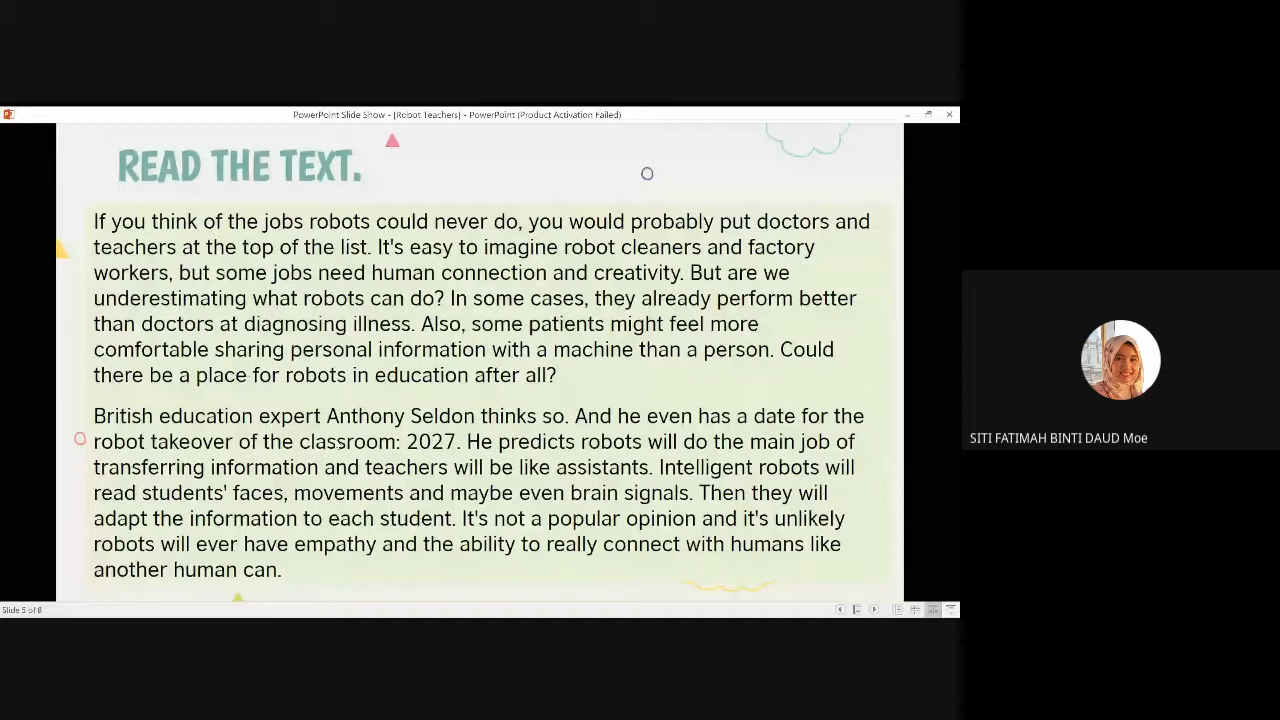 PowerPoint Slide Show - [Robot Teachers] - PowerPoint (Product Activation Failed)
READ THE TEXT.
If you think of the jobs robots could never do, you would probably put doctors and
teachers at the top of the list. It's easy to imagine robot cleaners and factory
workers, but some jobs need human connection and creativity. But are we
underestimating what robots can do? In some cases, they already perform better
than doctors at diagnosing illness. Also, some patients might feel more
comfortable sharing personal information with a machine than a person. Could
there be a place for robots in education after all?
British education expert Anthony Seldon thinks so. And he even has a date for the
robot takeover of the classroom: 2027. He predicts robots will do the main job of
transferring information and teachers will be like assistants. Intelligent robots will
read students' faces, movements and maybe even brain signals. Then they will
adapt the information to each student. It's not a popular opinion and it's unlikely
robots will ever have empathy and the ability to really connect with humans like
another human can.
SITI FATIMAH BINTI DAUD Moe
Slide 5 of 8